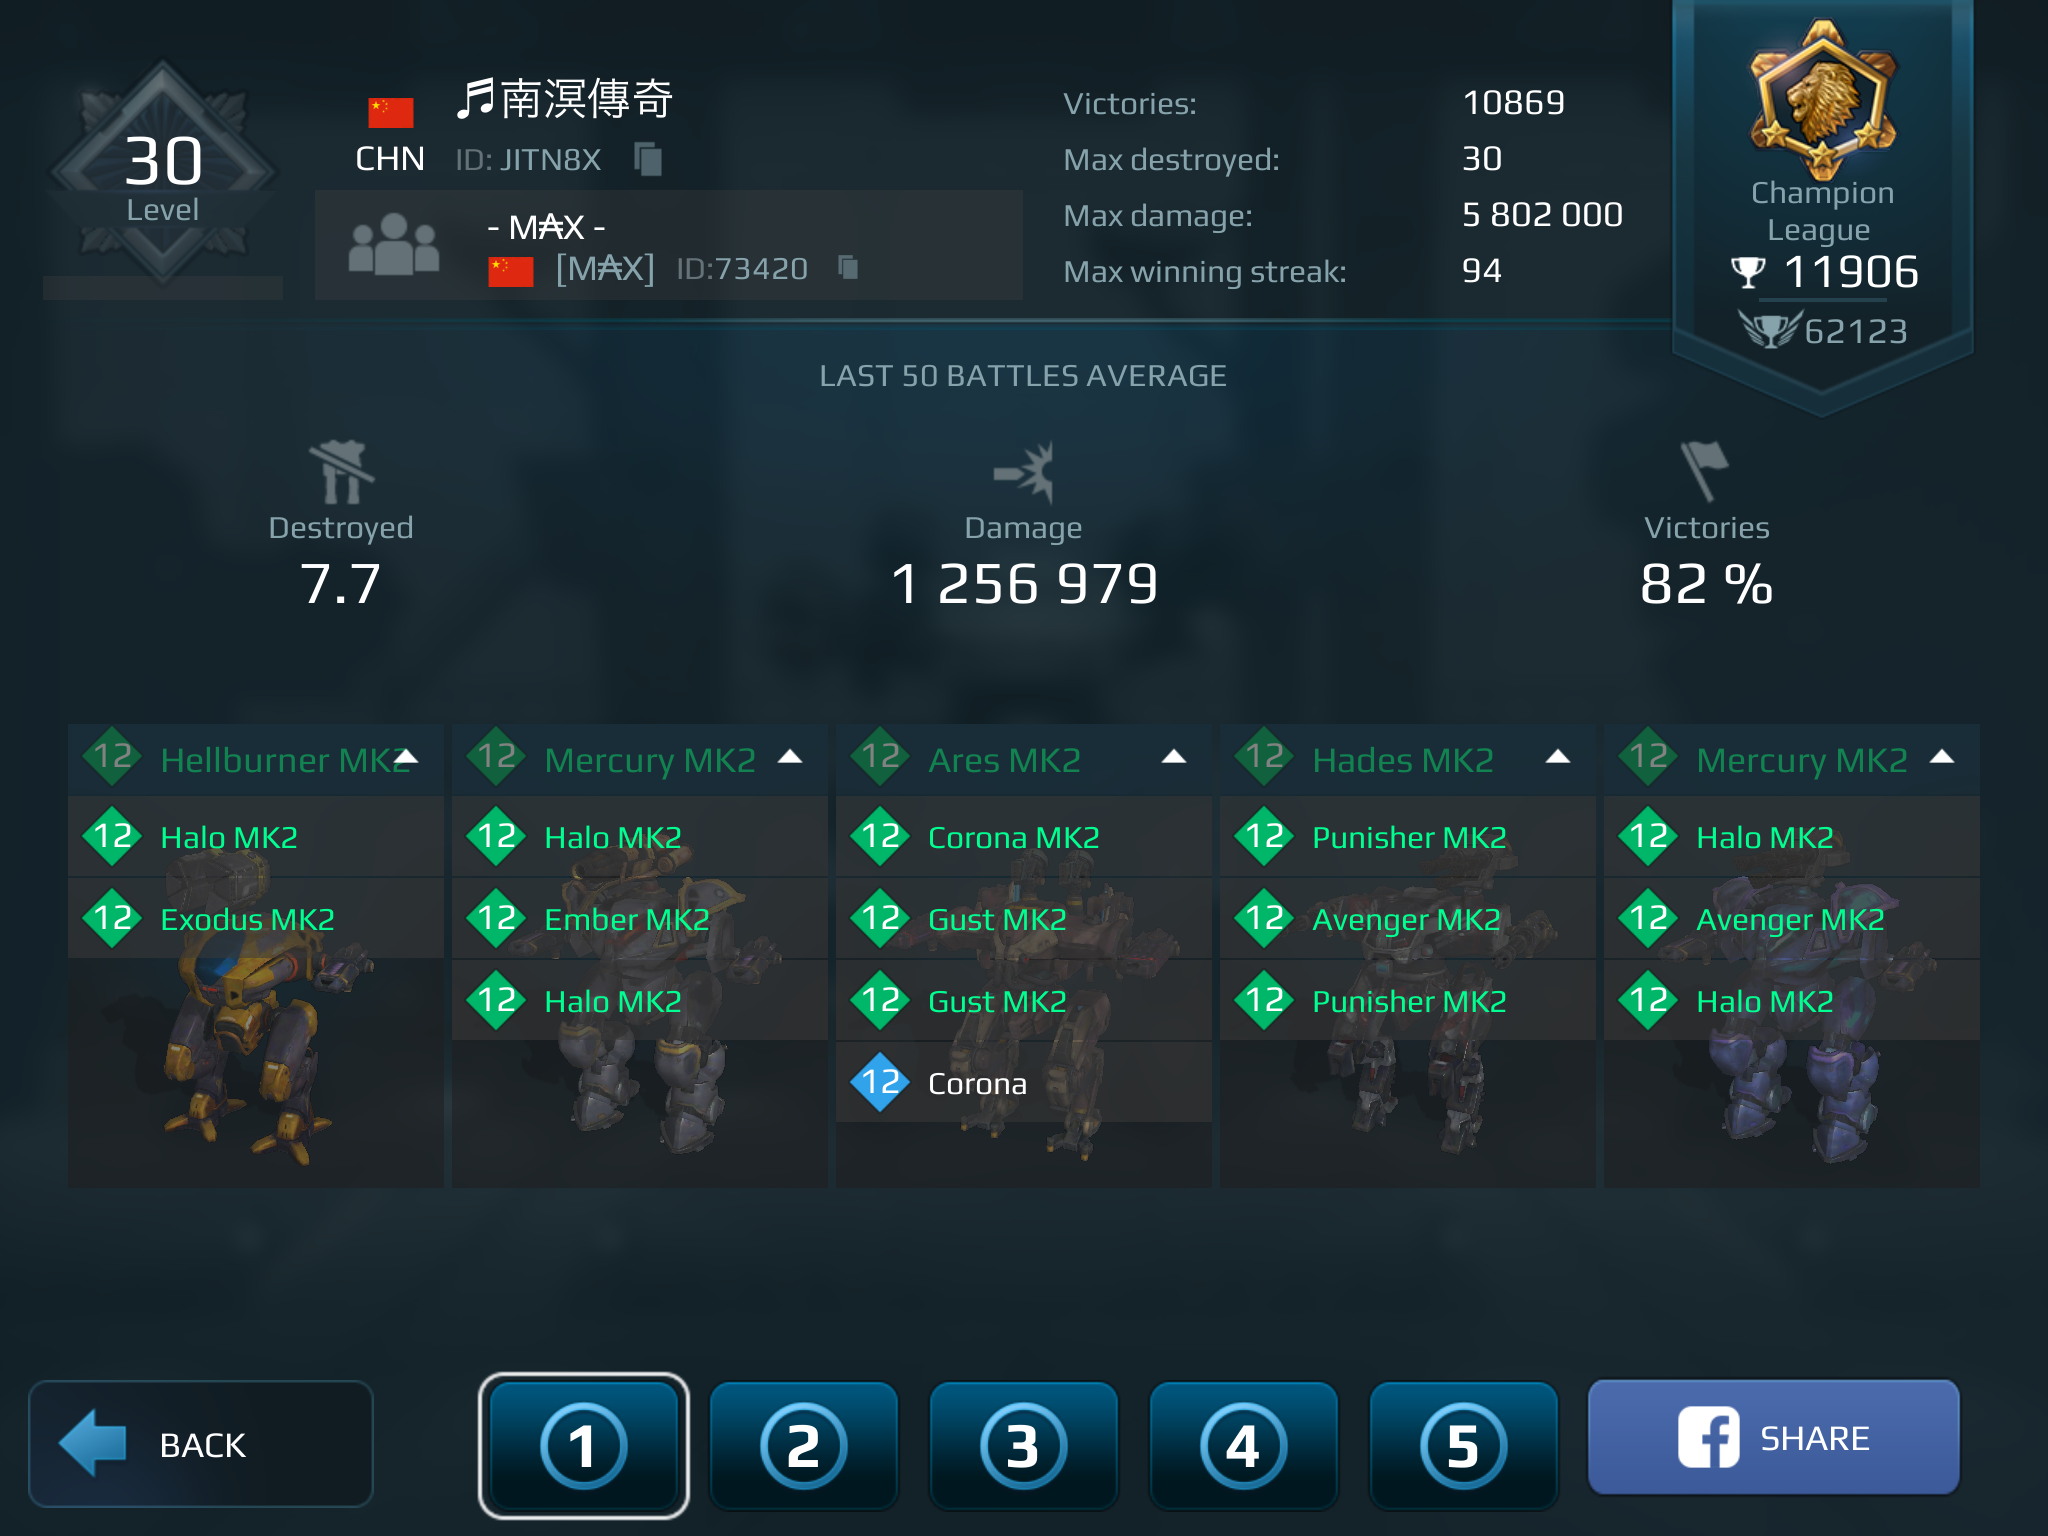 30
Level
CHN
♬南溟傳奇
ID: JITN8X
- M₳X -
[M₳X] ID:73420
Victories: 10869
Max destroyed: 30
Max damage: 5 802 000
Max winning streak: 94
Champion
League
11906
62123
LAST 50 BATTLES AVERAGE
Destroyed
7.7
Damage
1 256 979
Victories
82 %
12 Hellburner MK2
12 Halo MK2
12 Exodus MK2
12 Mercury MK2
12 Halo MK2
12 Ember MK2
12 Halo MK2
12 Ares MK2
12 Corona MK2
12 Gust MK2
12 Gust MK2
12 Corona
12 Hades MK2
12 Punisher MK2
12 Avenger MK2
12 Punisher MK2
12 Mercury MK2
12 Halo MK2
12 Avenger MK2
12 Halo MK2
BACK
1
2
3
4
5
SHARE